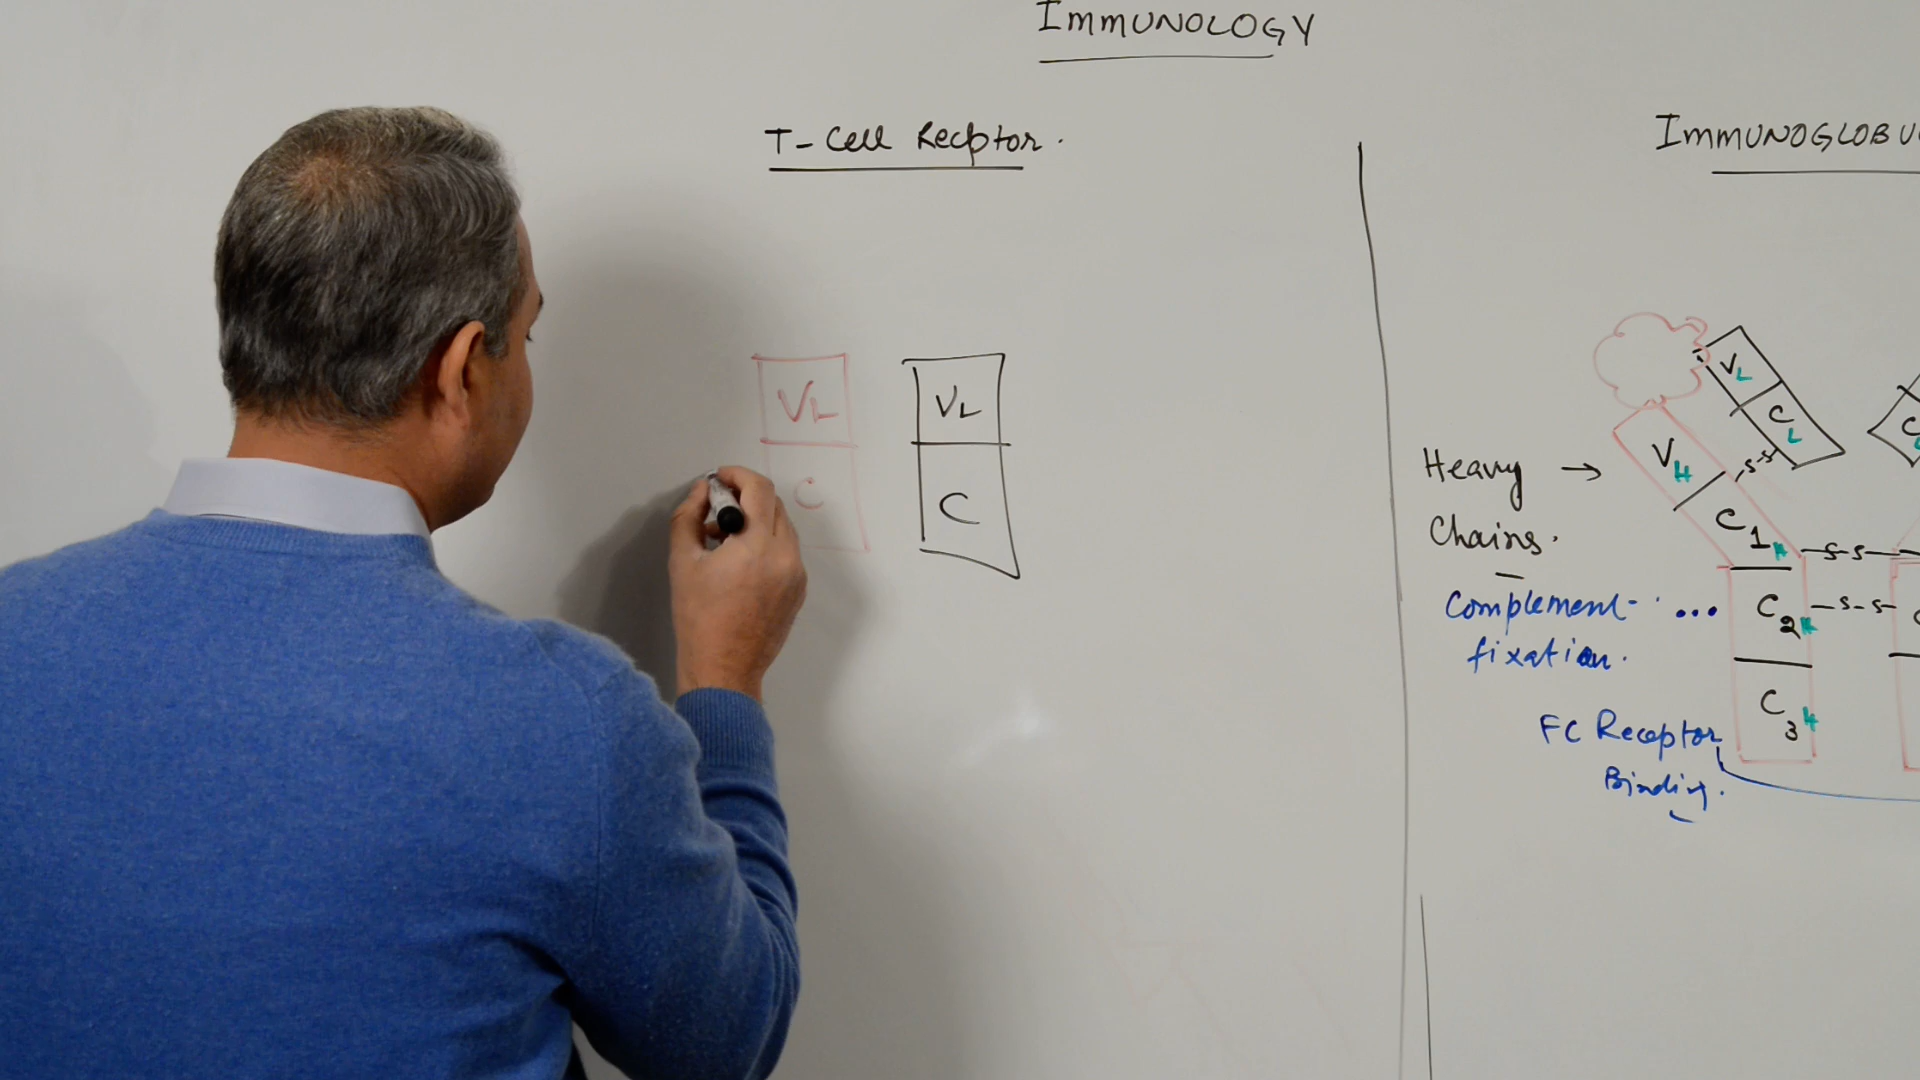 IMMUNOLOGY
T-Cell Receptor.
VL
C
VL
C
IMMUNOGLOBU
VL
CL
VH
S-S
C1H
S-S
C2H
S-S
C3H
C
C
Heavy →
Chains.
Complement- ...
fixation.
FC Receptor
Binding.